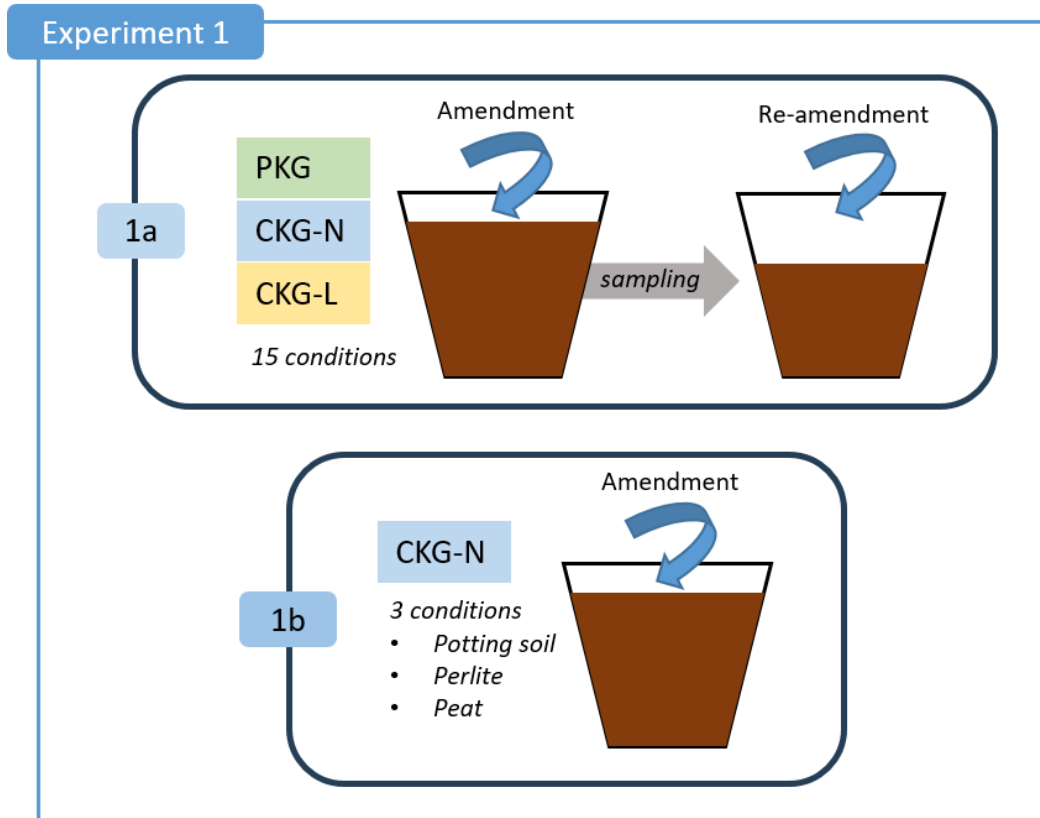 Experiment 1
Amendment
Re-amendment
PKG
CKG-N
CKG-L
1a
sampling
15 conditions
Amendment
CKG-N
3 conditions
• Potting soil
• Perlite
• Peat
1b